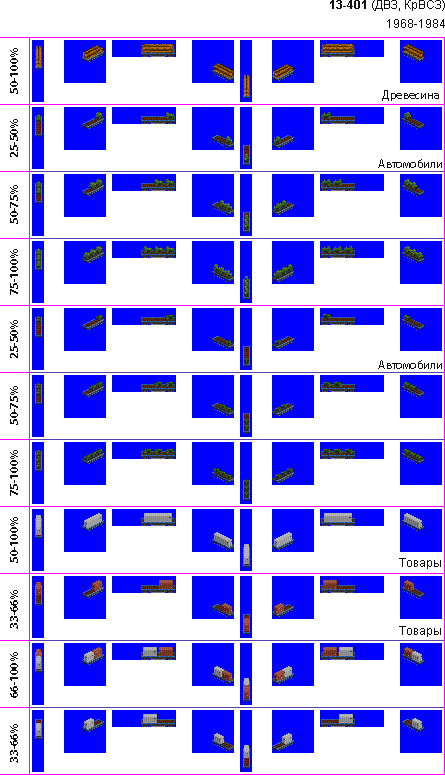 13-401 (ДВЗ, КрВСЗ)
1968-1984
50-100%
Древесина
25-50%
Автомобили
50-75%
75-100%
25-50%
Автомобили
50-75%
75-100%
50-100%
Товары
33-66%
Товары
66-100%
33-66%